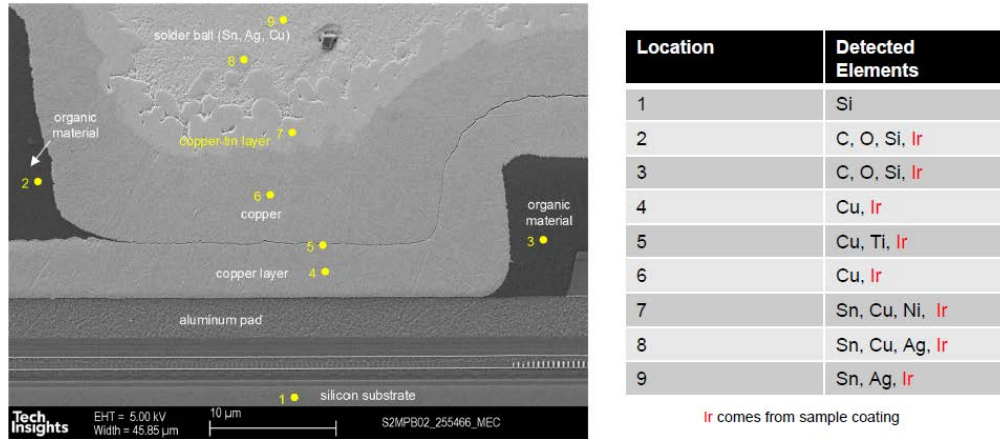 9
solder ball (Sn, Ag, Cu)
8
organic
material
copper-tin layer
7
2
6
copper
organic
material
3
5
copper layer
4
aluminum pad
silicon substrate
1
Tech
Insights
EHT = 5.00 kV
Width = 45.85 µm
10 µm
S2MPB02_255466_MEC
Location Detected Elements
1 Si
2 C, O, Si, Ir
3 C, O, Si, Ir
4 Cu, Ir
5 Cu, Ti, Ir
6 Cu, Ir
7 Sn, Cu, Ni, Ir
8 Sn, Cu, Ag, Ir
9 Sn, Ag, Ir
Ir comes from sample coating